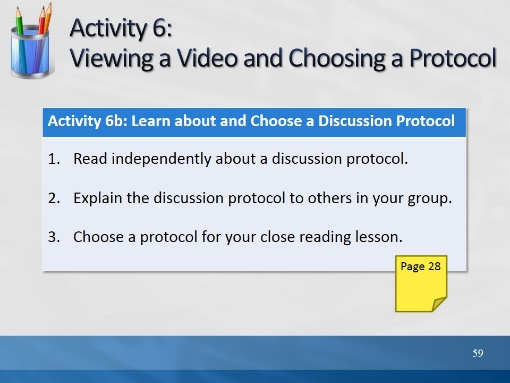 Activity 6:
Viewing a Video and Choosing a Protocol
Activity 6b: Learn about and Choose a Discussion Protocol
1. Read independently about a discussion protocol.
2. Explain the discussion protocol to others in your group.
3. Choose a protocol for your close reading lesson.
Page 28
59